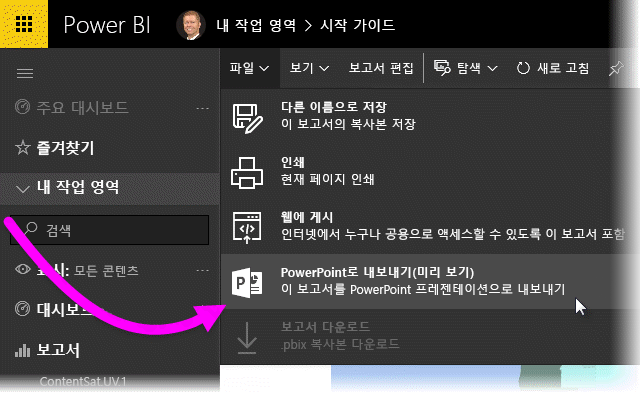 Power BI
내 작업 영역 > 시작 가이드
파일
보기
보고서 편집
탐색
새로 고침
주요 대시보드
즐겨찾기
내 작업 영역
검색
모든 콘텐츠
보고서
ContentSat UV.1
다른 이름으로 저장
이 보고서의 복사본 저장
인쇄
현재 페이지 인쇄
웹에 게시
인터넷에서 누구나 공용으로 액세스할 수 있도록 이 보고서 포함
PowerPoint로 내보내기(미리 보기)
이 보고서를 PowerPoint 프레젠테이션으로 내보내기
보고서 다운로드
.pbix 복사본 다운로드